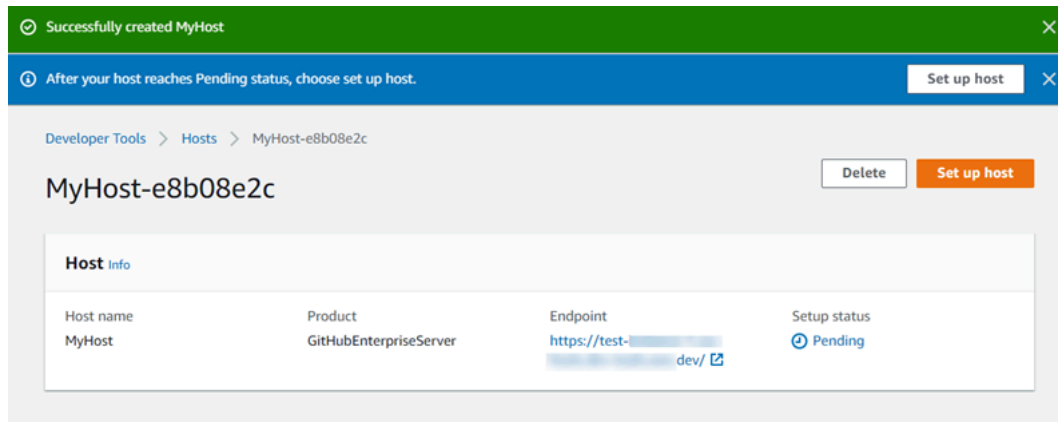 Successfully created MyHost
After your host reaches Pending status, choose set up host.
Set up host
Developer Tools > Hosts > MyHost-e8b08e2c
MyHost-e8b08e2c
Delete
Set up host
Host Info
Host name
Product
Endpoint
Setup status
MyHost
GitHubEnterpriseServer
https://test-
Pending
dev/